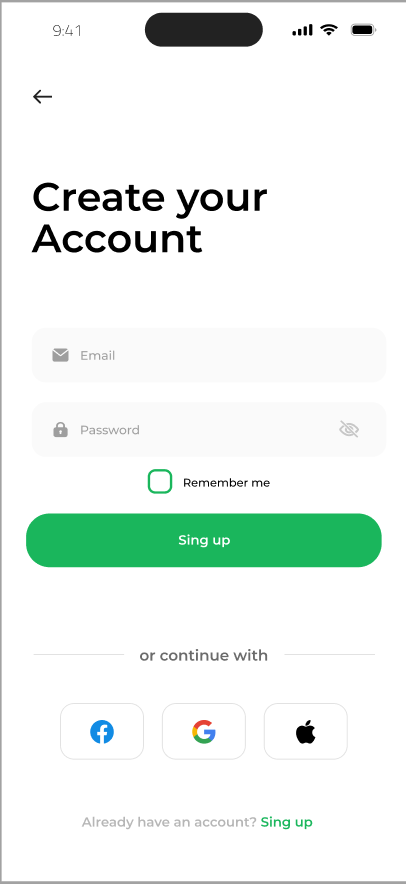 9:41
Create your
Account
Email
Password
Remember me
Sing up
or continue with
Already have an account? Sing up